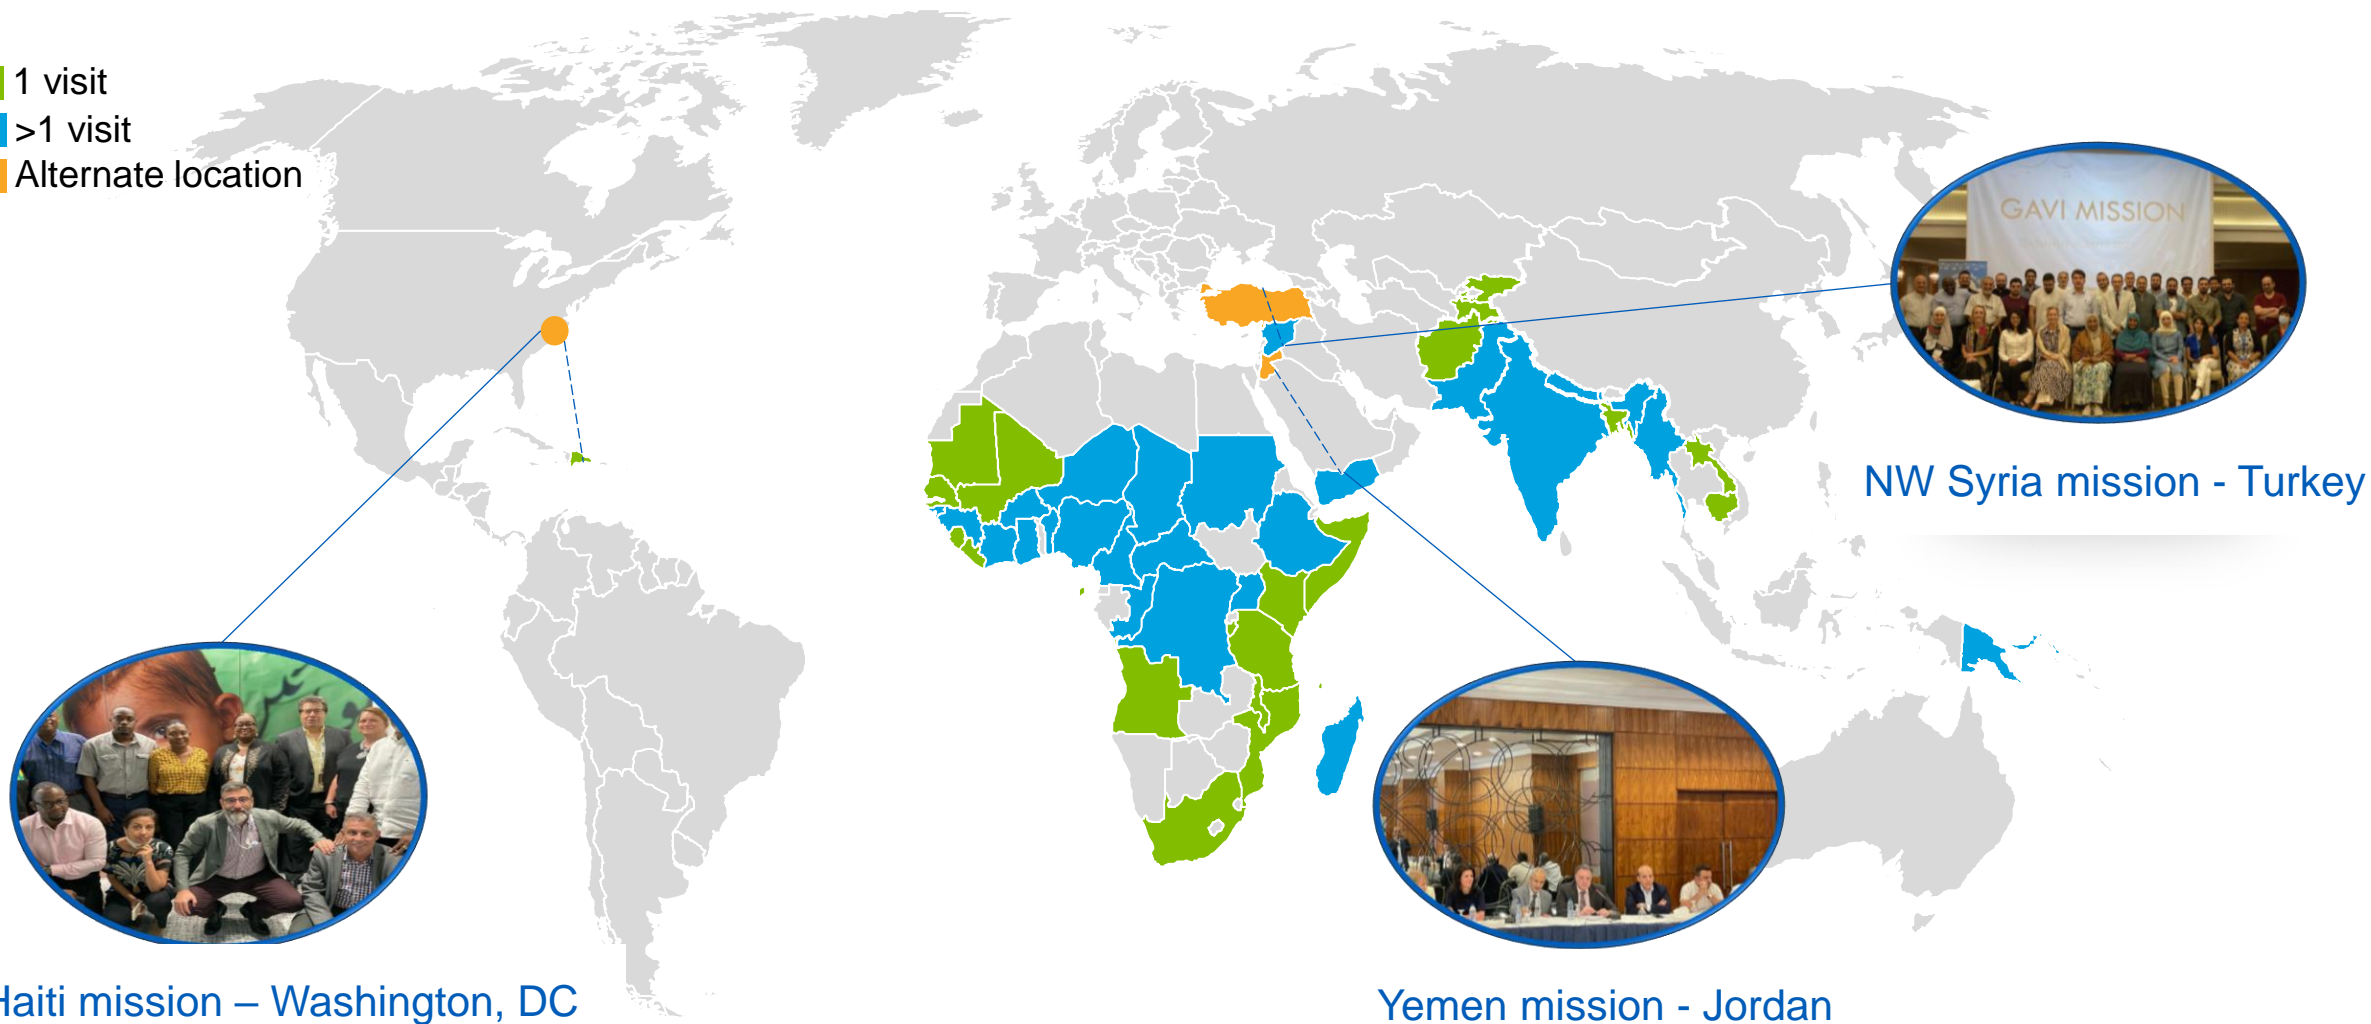 1 visit
>1 visit
Alternate location
GAVI MISSION
NW Syria mission - Turkey
Haiti mission – Washington, DC
Yemen mission - Jordan